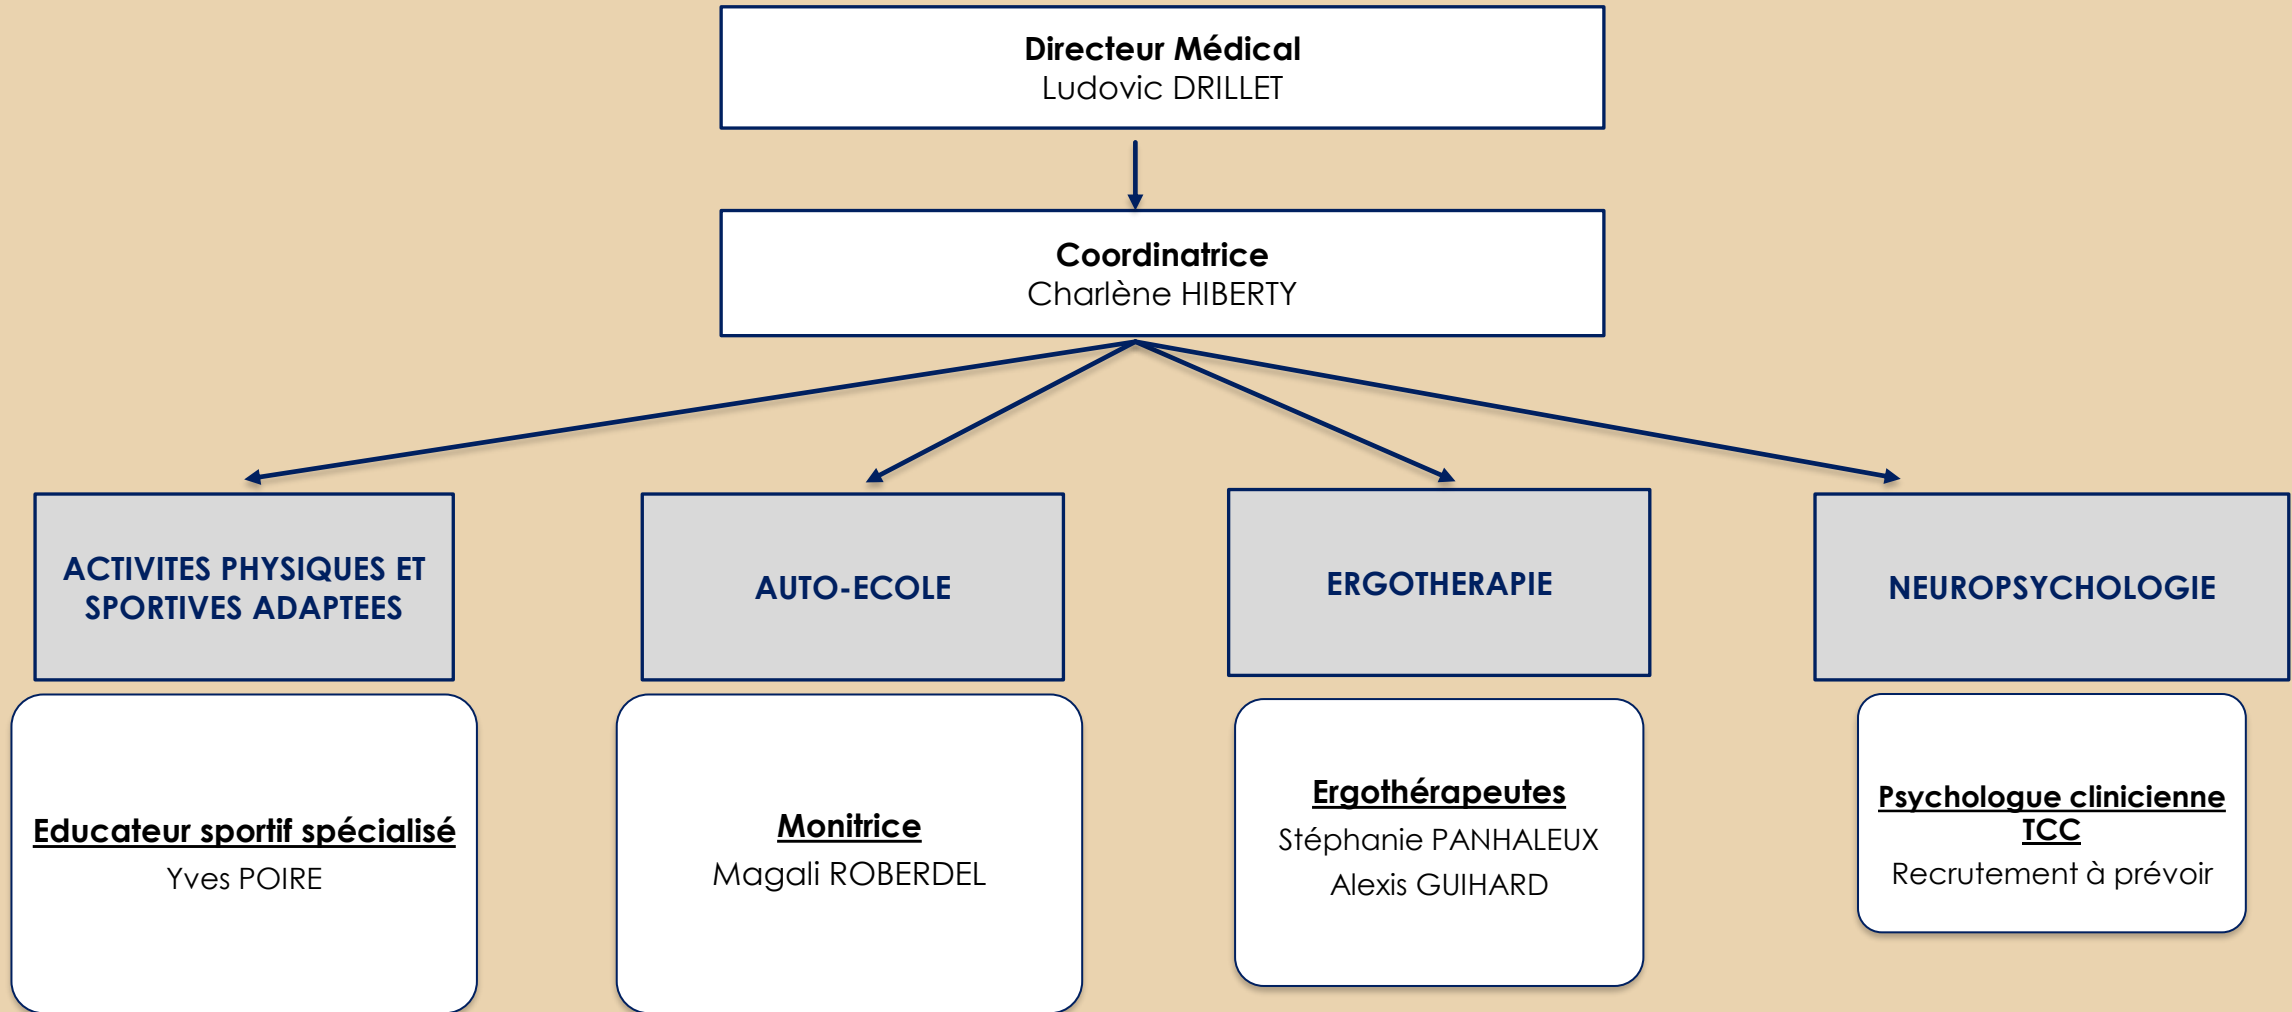 Directeur Médical
Ludovic DRILLET
Coordinatrice
Charlène HIBERTY
ACTIVITES PHYSIQUES ET
SPORTIVES ADAPTEES
AUTO-ECOLE
ERGOTHERAPIE
NEUROPSYCHOLOGIE
Educateur sportif spécialisé
Yves POIRE
Monitrice
Magali ROBERDEL
Ergothérapeutes
Stéphanie PANHALEUX
Alexis GUIHARD
Psychologue clinicienne
TCC
Recrutement à prévoir